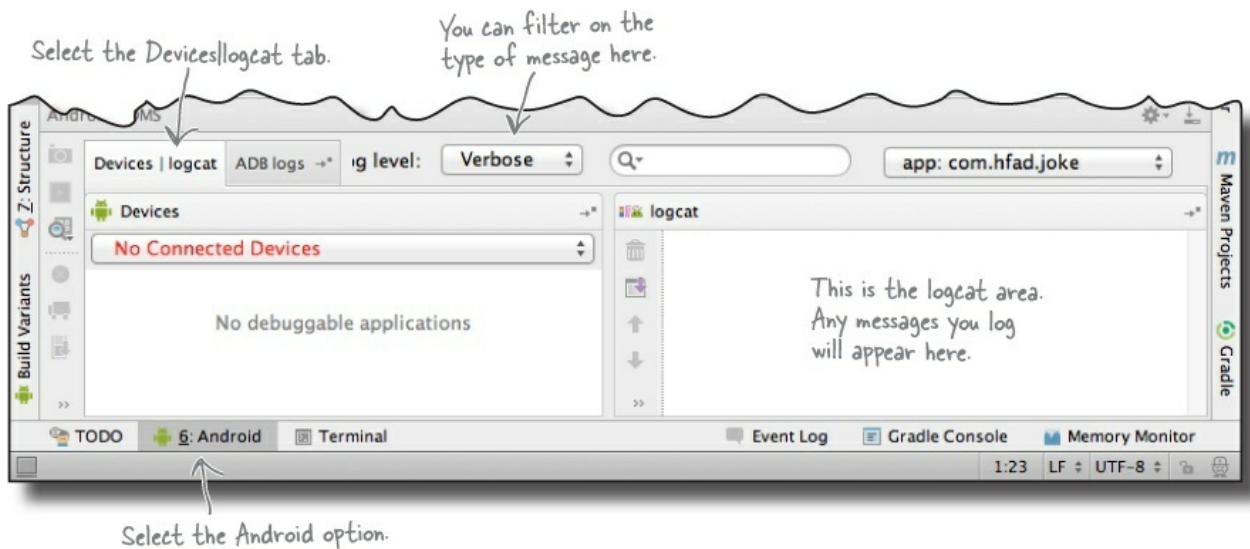 You can filter on the
type of message here.
Select the Devices|logcat tab.
Devices | logcat
ADB logs
g level:
Verbose
app: com.hfad.joke
Z: Structure
Build Variants
Devices
No Connected Devices
No debuggable applications
logcat
This is the logcat area.
Any messages you log
will appear here.
Maven Projects
Gradle
TODO
6: Android
Terminal
Event Log
Gradle Console
Memory Monitor
1:23
LF
UTF-8
Select the Android option.